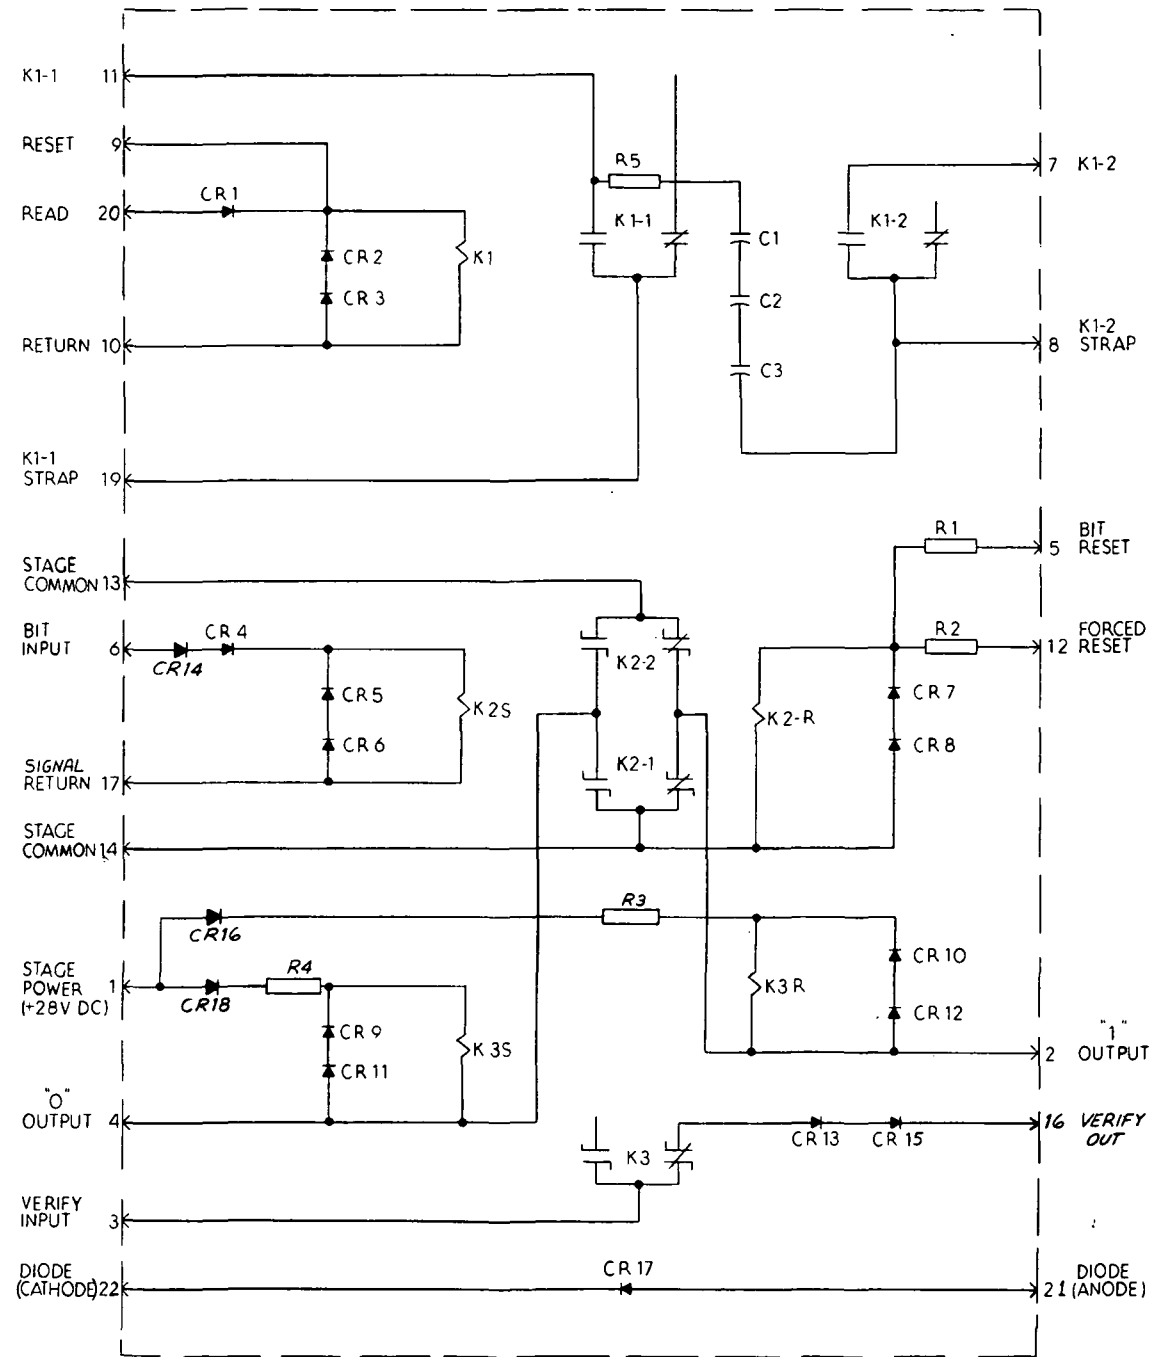 K1-1 11
RESET 9
READ 20
CR1
CR2
CR3
K1
RETURN 10
K1-1
STRAP 19
R5
K1-1
C1
C2
C3
K1-2
7 K1-2
8 K1-2
STRAP
STAGE
COMMON 13
BIT
INPUT 6
CR14
CR4
CR5
CR6
K2S
SIGNAL
RETURN 17
STAGE
COMMON 14
K2-2
K2-1
R1
5 BIT
RESET
R2
12 FORCED
RESET
K2-R
CR7
CR8
CR16
R3
STAGE
POWER 1
(+28V DC)
CR18
R4
CR9
CR11
K3S
K3R
CR10
CR12
"1"
2 OUTPUT
"0"
OUTPUT 4
K3
CR13
CR15
16 VERIFY
OUT
VERIFY
INPUT 3
DIODE
(CATHODE) 22
CR17
DIODE
21 (ANODE)